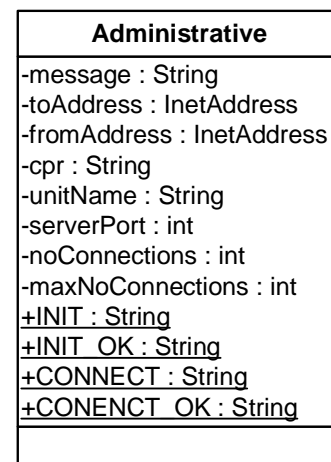 Administrative
-message : String
-toAddress : InetAddress
-fromAddress : InetAddress
-cpr : String
-unitName : String
-serverPort : int
-noConnections : int
-maxNoConnections : int
+INIT : String
+INIT_OK : String
+CONNECT : String
+CONENCT_OK : String